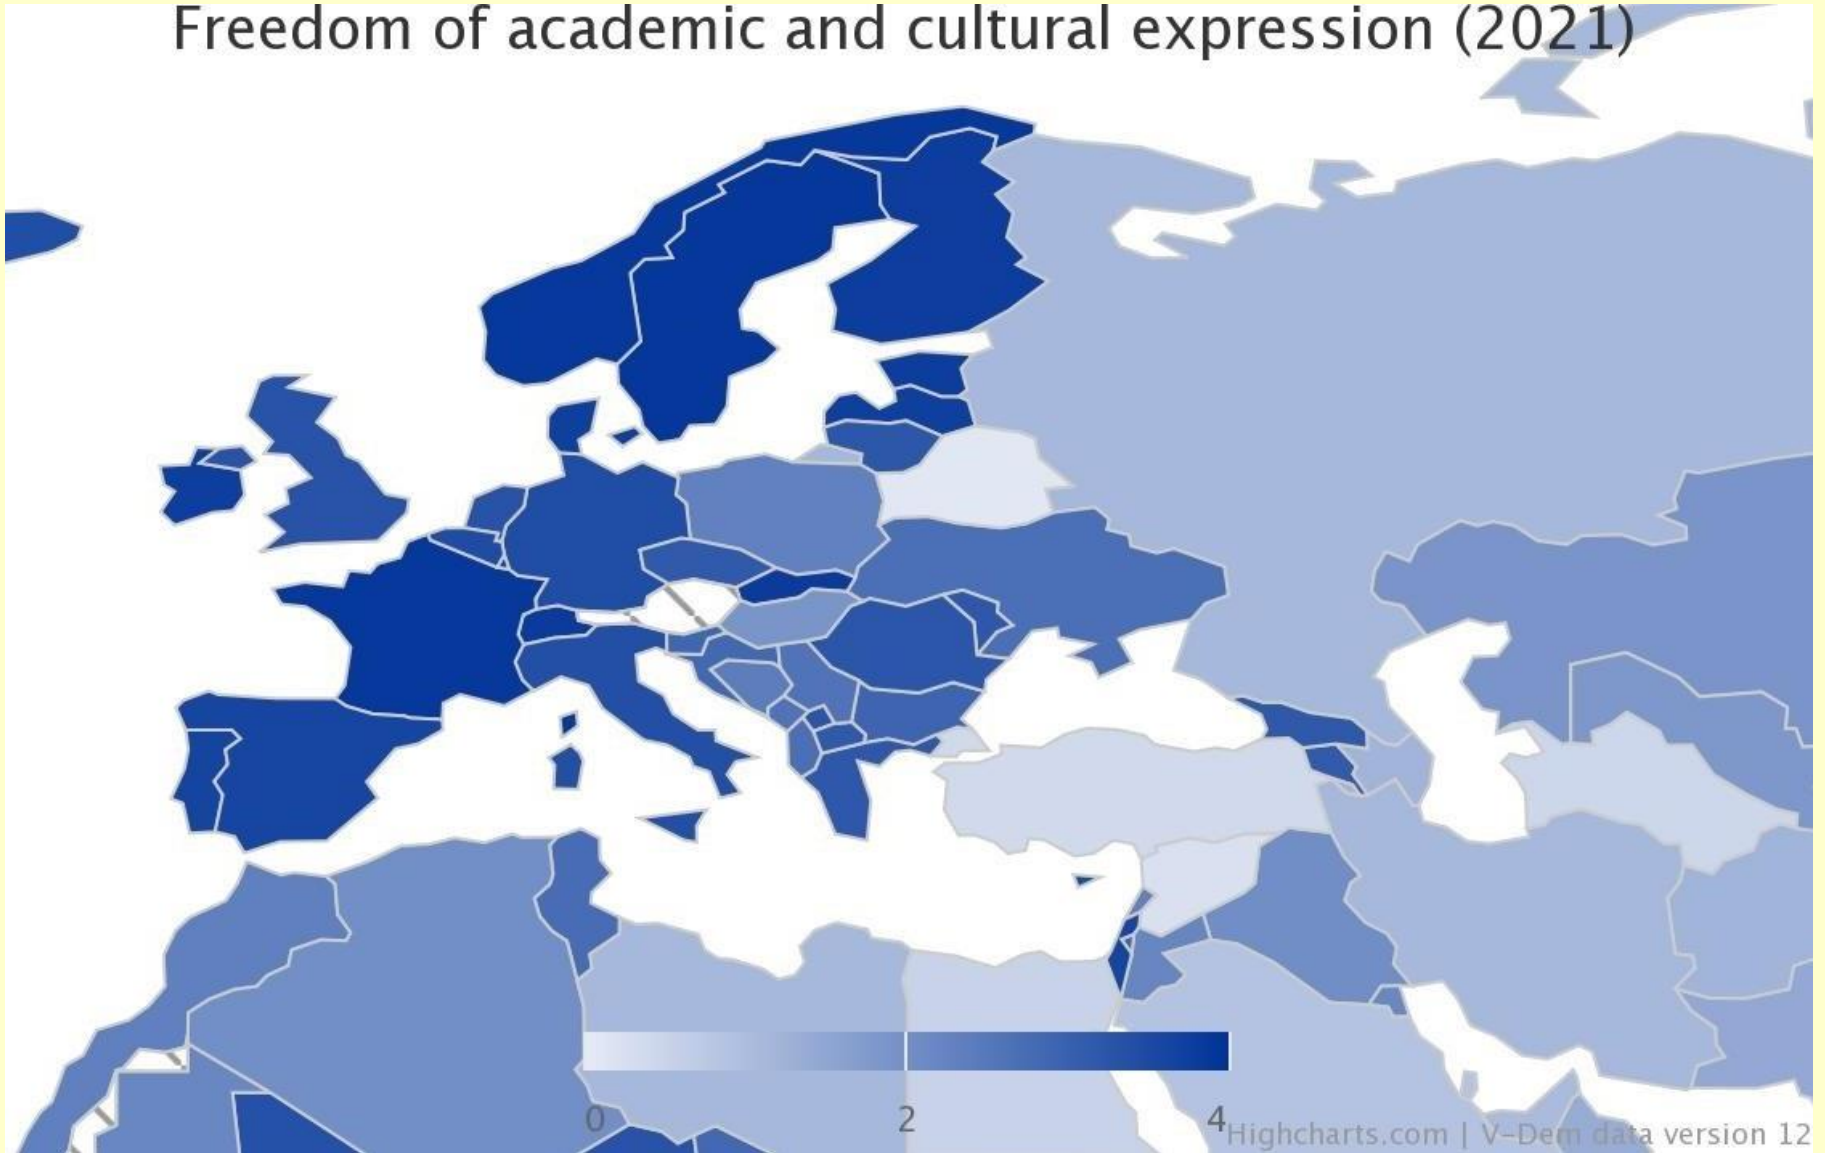 Freedom of academic and cultural expression (2021)
0 2 4
Highcharts.com | V-Dem data version 12